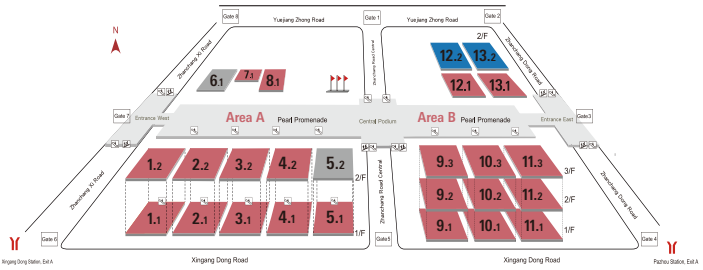 Gate 8
Yuejiang Zhong Road
Gate 1
Yuejiang Zhong Road
Gate 2
N
Zhanchang Xi Road
Zhanchang Road Central
2/F
12.2
13.2
Zhanchang Dong Road
6.1
7.1
8.1
12.1
13.1
Gate 7
Entrance West
Area A
Pearl Promenade
Central Podium
Area B
Pearl Promenade
Entrance East
Gate3
1.2
2.2
3.2
4.2
5.2
2/F
9.3
10.3
11.3
3/F
Zhanchang Xi Road
Zhanchang Road Central
9.2
10.2
11.2
2/F
Zhanchang Dong Road
1.1
2.1
3.1
4.1
5.1
1/F
9.1
10.1
11.1
1/F
Gate 6
Gate5
Gate 4
Xingang Dong Station, Exit A
Xingang Dong Road
Xingang Dong Road
Pazhou Station, Exit A